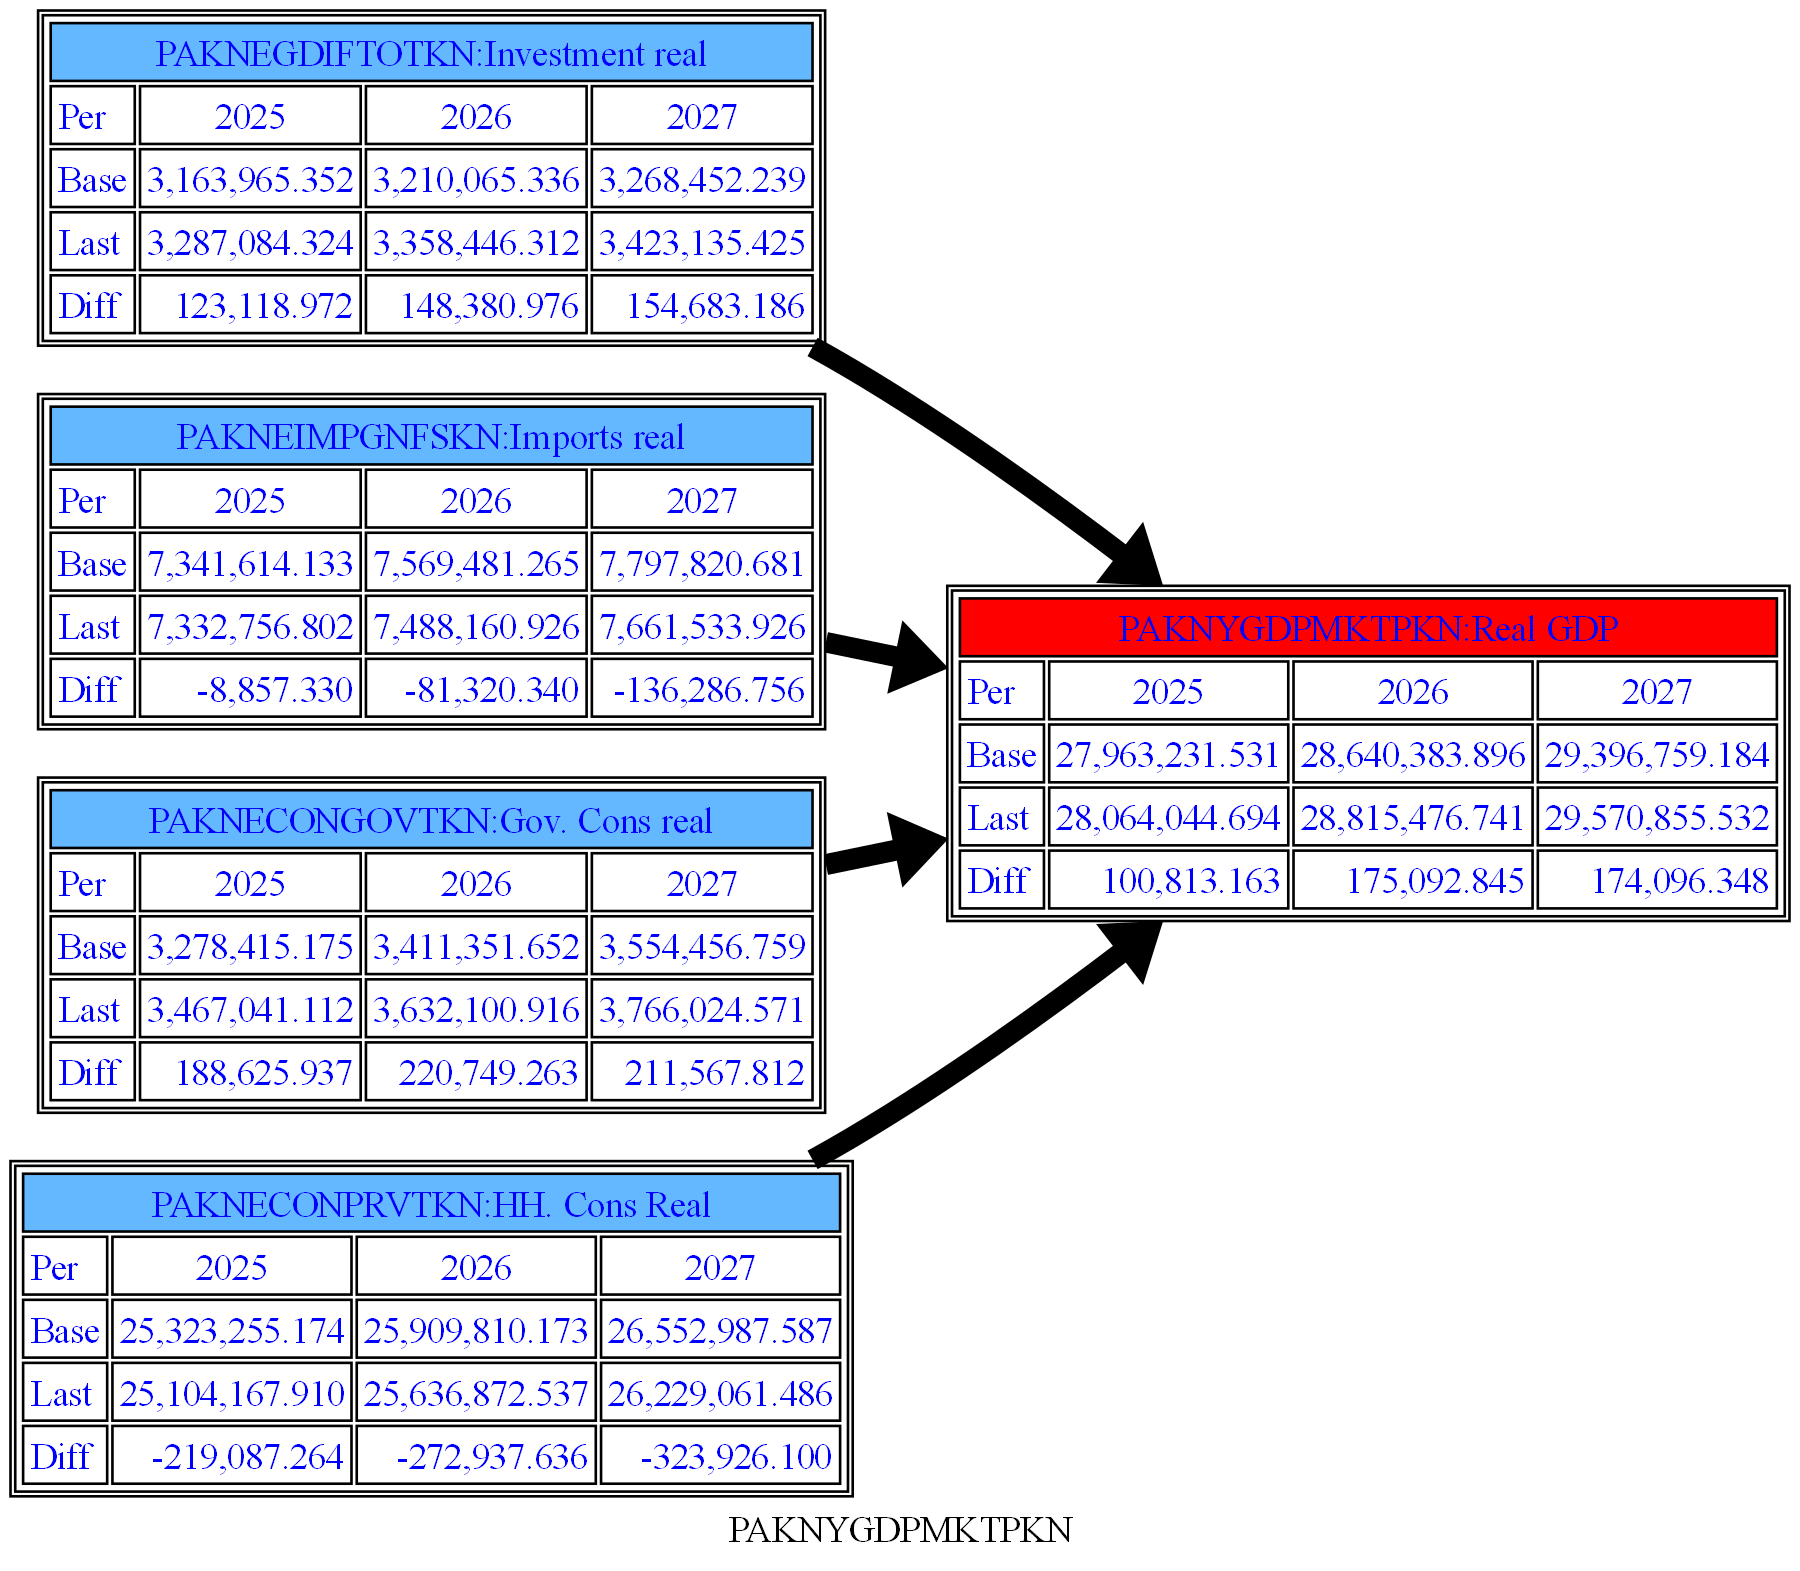 PAKNEGDIFTOTKN:Investment real
Per 2025 2026 2027
Base 3,163,965.352 3,210,065.336 3,268,452.239
Last 3,287,084.324 3,358,446.312 3,423,135.425
Diff 123,118.972 148,380.976 154,683.186
PAKNEIMPGNFSKN:Imports real
Per 2025 2026 2027
Base 7,341,614.133 7,569,481.265 7,797,820.681
Last 7,332,756.802 7,488,160.926 7,661,533.926
Diff -8,857.330 -81,320.340 -136,286.756
PAKNECONGOVTKN:Gov. Cons real
Per 2025 2026 2027
Base 3,278,415.175 3,411,351.652 3,554,456.759
Last 3,467,041.112 3,632,100.916 3,766,024.571
Diff 188,625.937 220,749.263 211,567.812
PAKNECONPRVTKN:HH. Cons Real
Per 2025 2026 2027
Base 25,323,255.174 25,909,810.173 26,552,987.587
Last 25,104,167.910 25,636,872.537 26,229,061.486
Diff -219,087.264 -272,937.636 -323,926.100
PAKNYGDPMKTPKN:Real GDP
Per 2025 2026 2027
Base 27,963,231.531 28,640,383.896 29,396,759.184
Last 28,064,044.694 28,815,476.741 29,570,855.532
Diff 100,813.163 175,092.845 174,096.348
PAKNYGDPMKTPKN